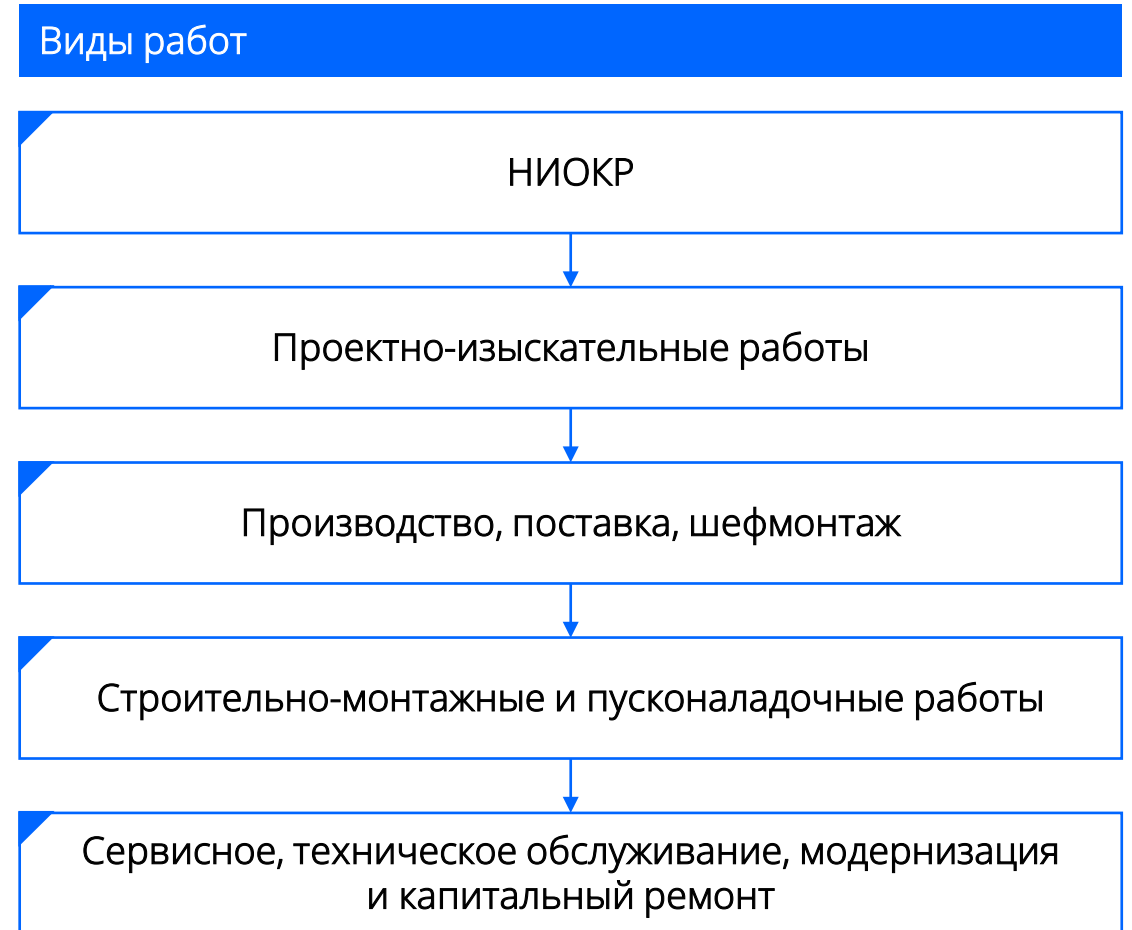 Виды работ
НИОКР
Проектно-изыскательные работы
Производство, поставка, шефмонтаж
Строительно-монтажные и пусконаладочные работы
Сервисное, техническое обслуживание, модернизация
и капитальный ремонт